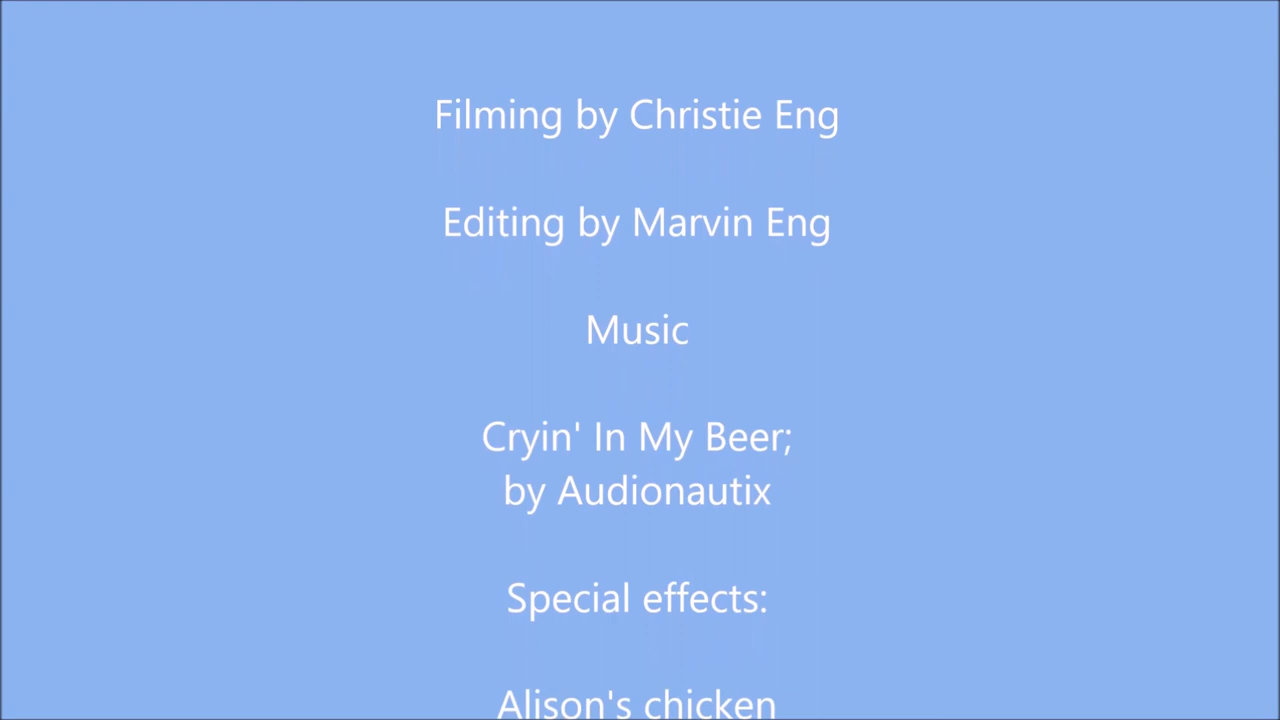 Filming by Christie Eng
Editing by Marvin Eng
Music
Cryin' In My Beer;
by Audionautix
Special effects:
Alison's chicken